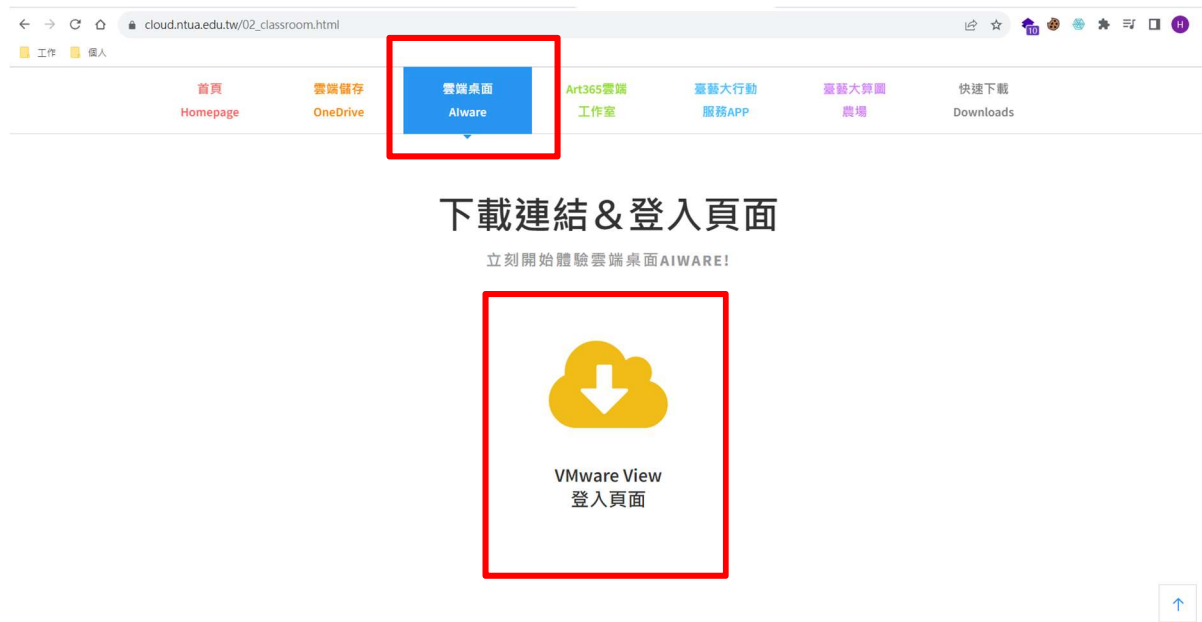 cloud.ntua.edu.tw/02_classroom.html
10
H
工作 個人
首頁 雲端儲存 雲端桌面 Art365雲端 臺藝大行動 臺藝大算圖 快速下載
Homepage OneDrive AIware 工作室 服務APP 農場 Downloads
下載連結&登入頁面
立刻開始體驗雲端桌面AIWARE!
VMware View
登入頁面